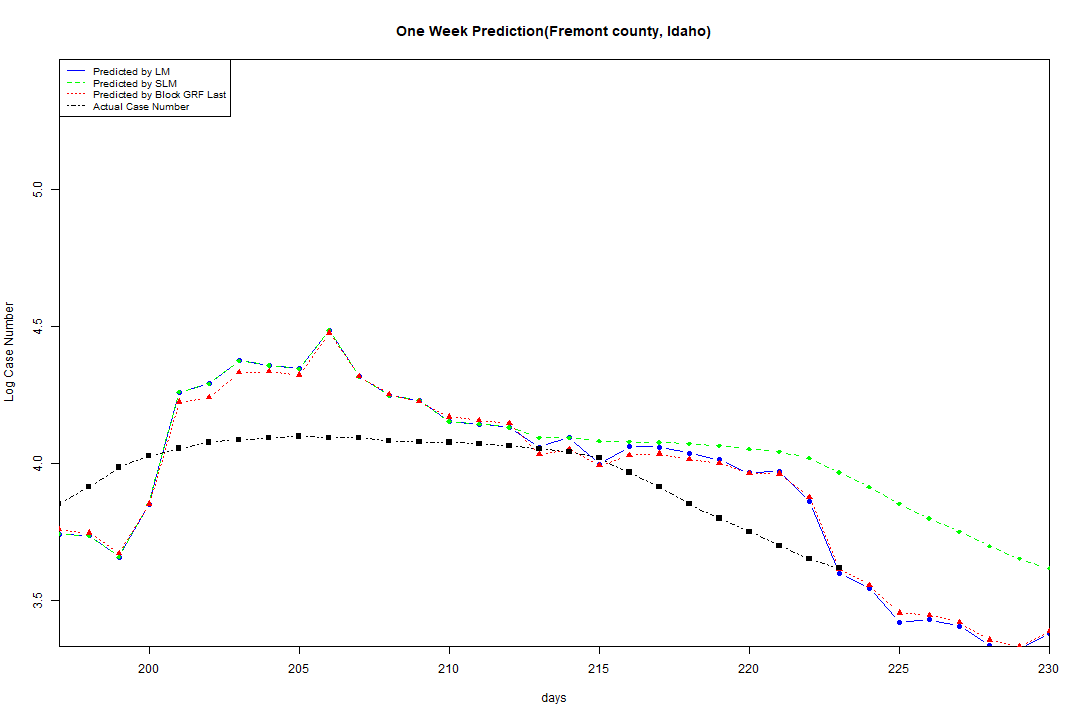 One Week Prediction(Fremont county, Idaho)
Predicted by LM
Predicted by SLM
Predicted by Block GRF Last
Actual Case Number
Log Case Number
5.0
4.5
4.0
3.5
200 205 210 215 220 225 230
days